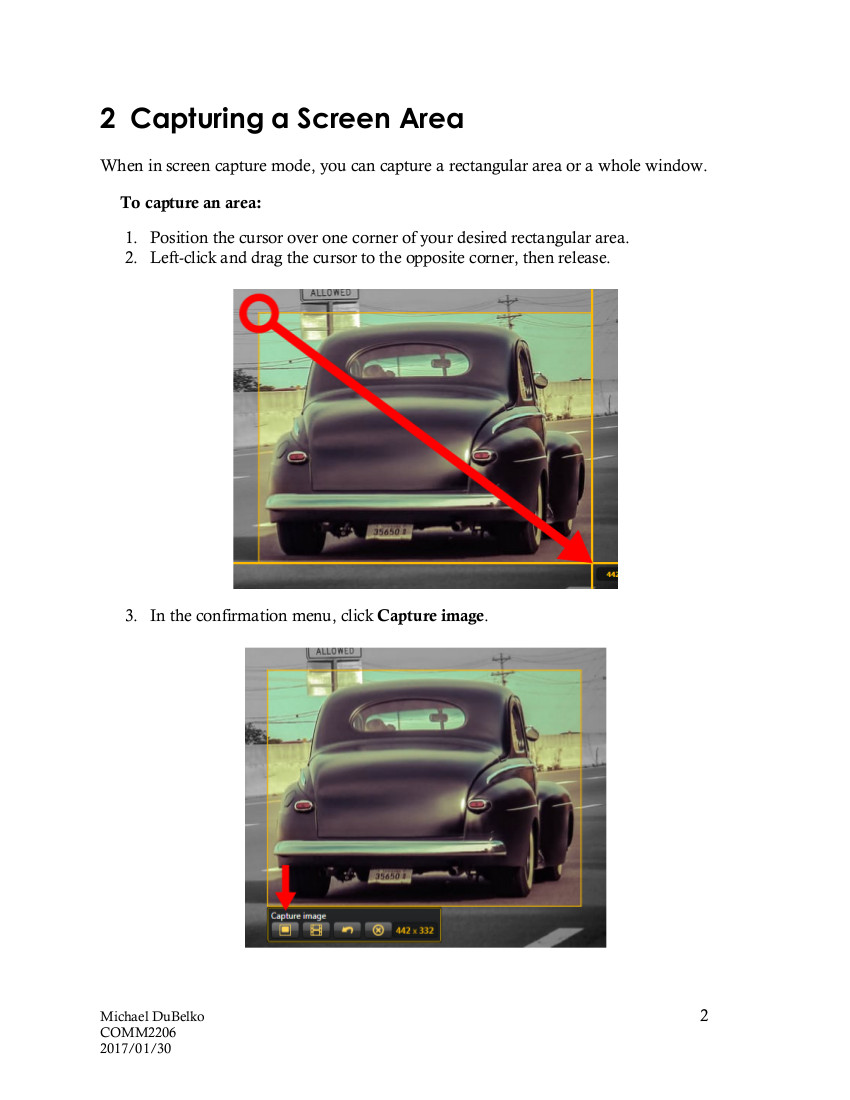 2 Capturing a Screen Area
When in screen capture mode, you can capture a rectangular area or a whole window.
To capture an area:
1. Position the cursor over one corner of your desired rectangular area.
2. Left-click and drag the cursor to the opposite corner, then release.
ALLOWED
35650
442
3. In the confirmation menu, click Capture image.
ALLOWED
35650
Capture image
442 x 332
Michael DuBelko
2
COMM2206
2017/01/30